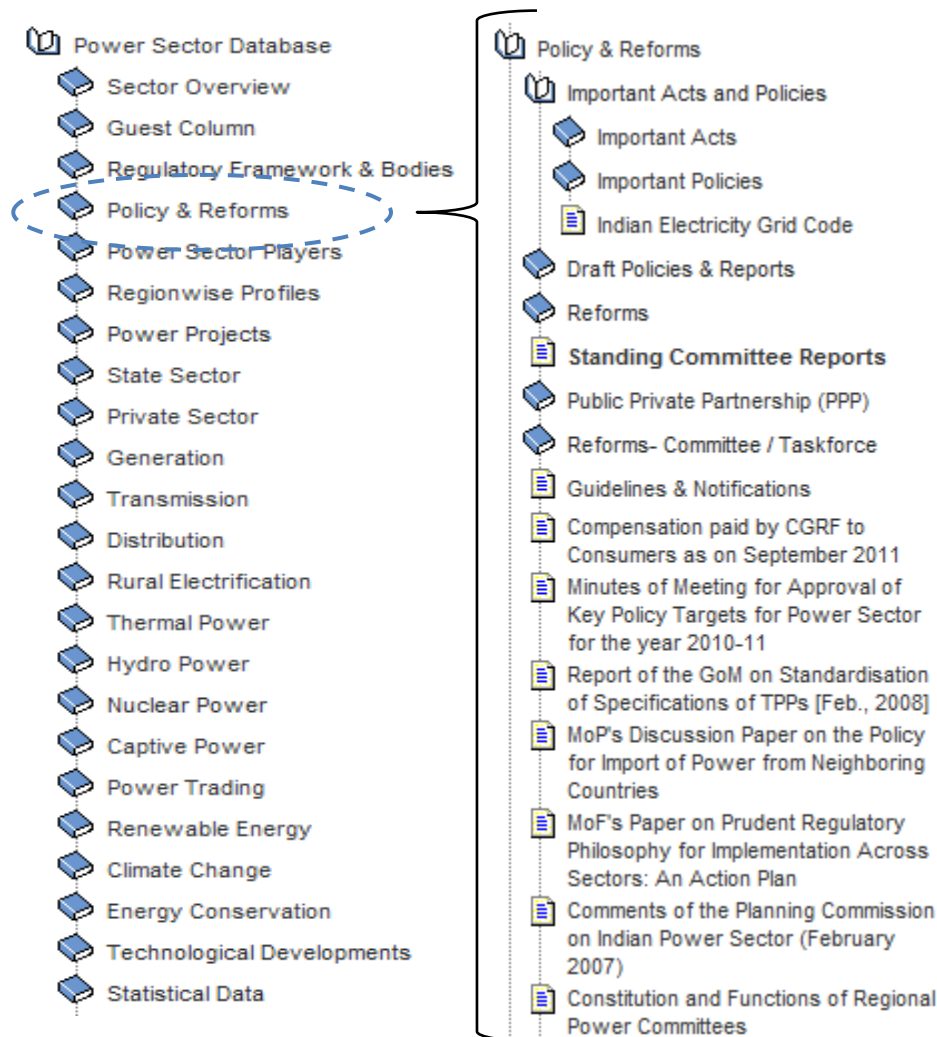 Power Sector Database
Sector Overview
Guest Column
Regulatory Framework & Bodies
Policy & Reforms
Power Sector Players
Regionwise Profiles
Power Projects
State Sector
Private Sector
Generation
Transmission
Distribution
Rural Electrification
Thermal Power
Hydro Power
Nuclear Power
Captive Power
Power Trading
Renewable Energy
Climate Change
Energy Conservation
Technological Developments
Statistical Data
Policy & Reforms
Important Acts and Policies
Important Acts
Important Policies
Indian Electricity Grid Code
Draft Policies & Reports
Reforms
Standing Committee Reports
Public Private Partnership (PPP)
Reforms- Committee / Taskforce
Guidelines & Notifications
Compensation paid by CGRF to
Consumers as on September 2011
Minutes of Meeting for Approval of
Key Policy Targets for Power Sector
for the year 2010-11
Report of the GoM on Standardisation
of Specifications of TPPs [Feb., 2008]
MoP's Discussion Paper on the Policy
for Import of Power from Neighboring
Countries
MoF's Paper on Prudent Regulatory
Philosophy for Implementation Across
Sectors: An Action Plan
Comments of the Planning Commission
on Indian Power Sector (February
2007)
Constitution and Functions of Regional
Power Committees